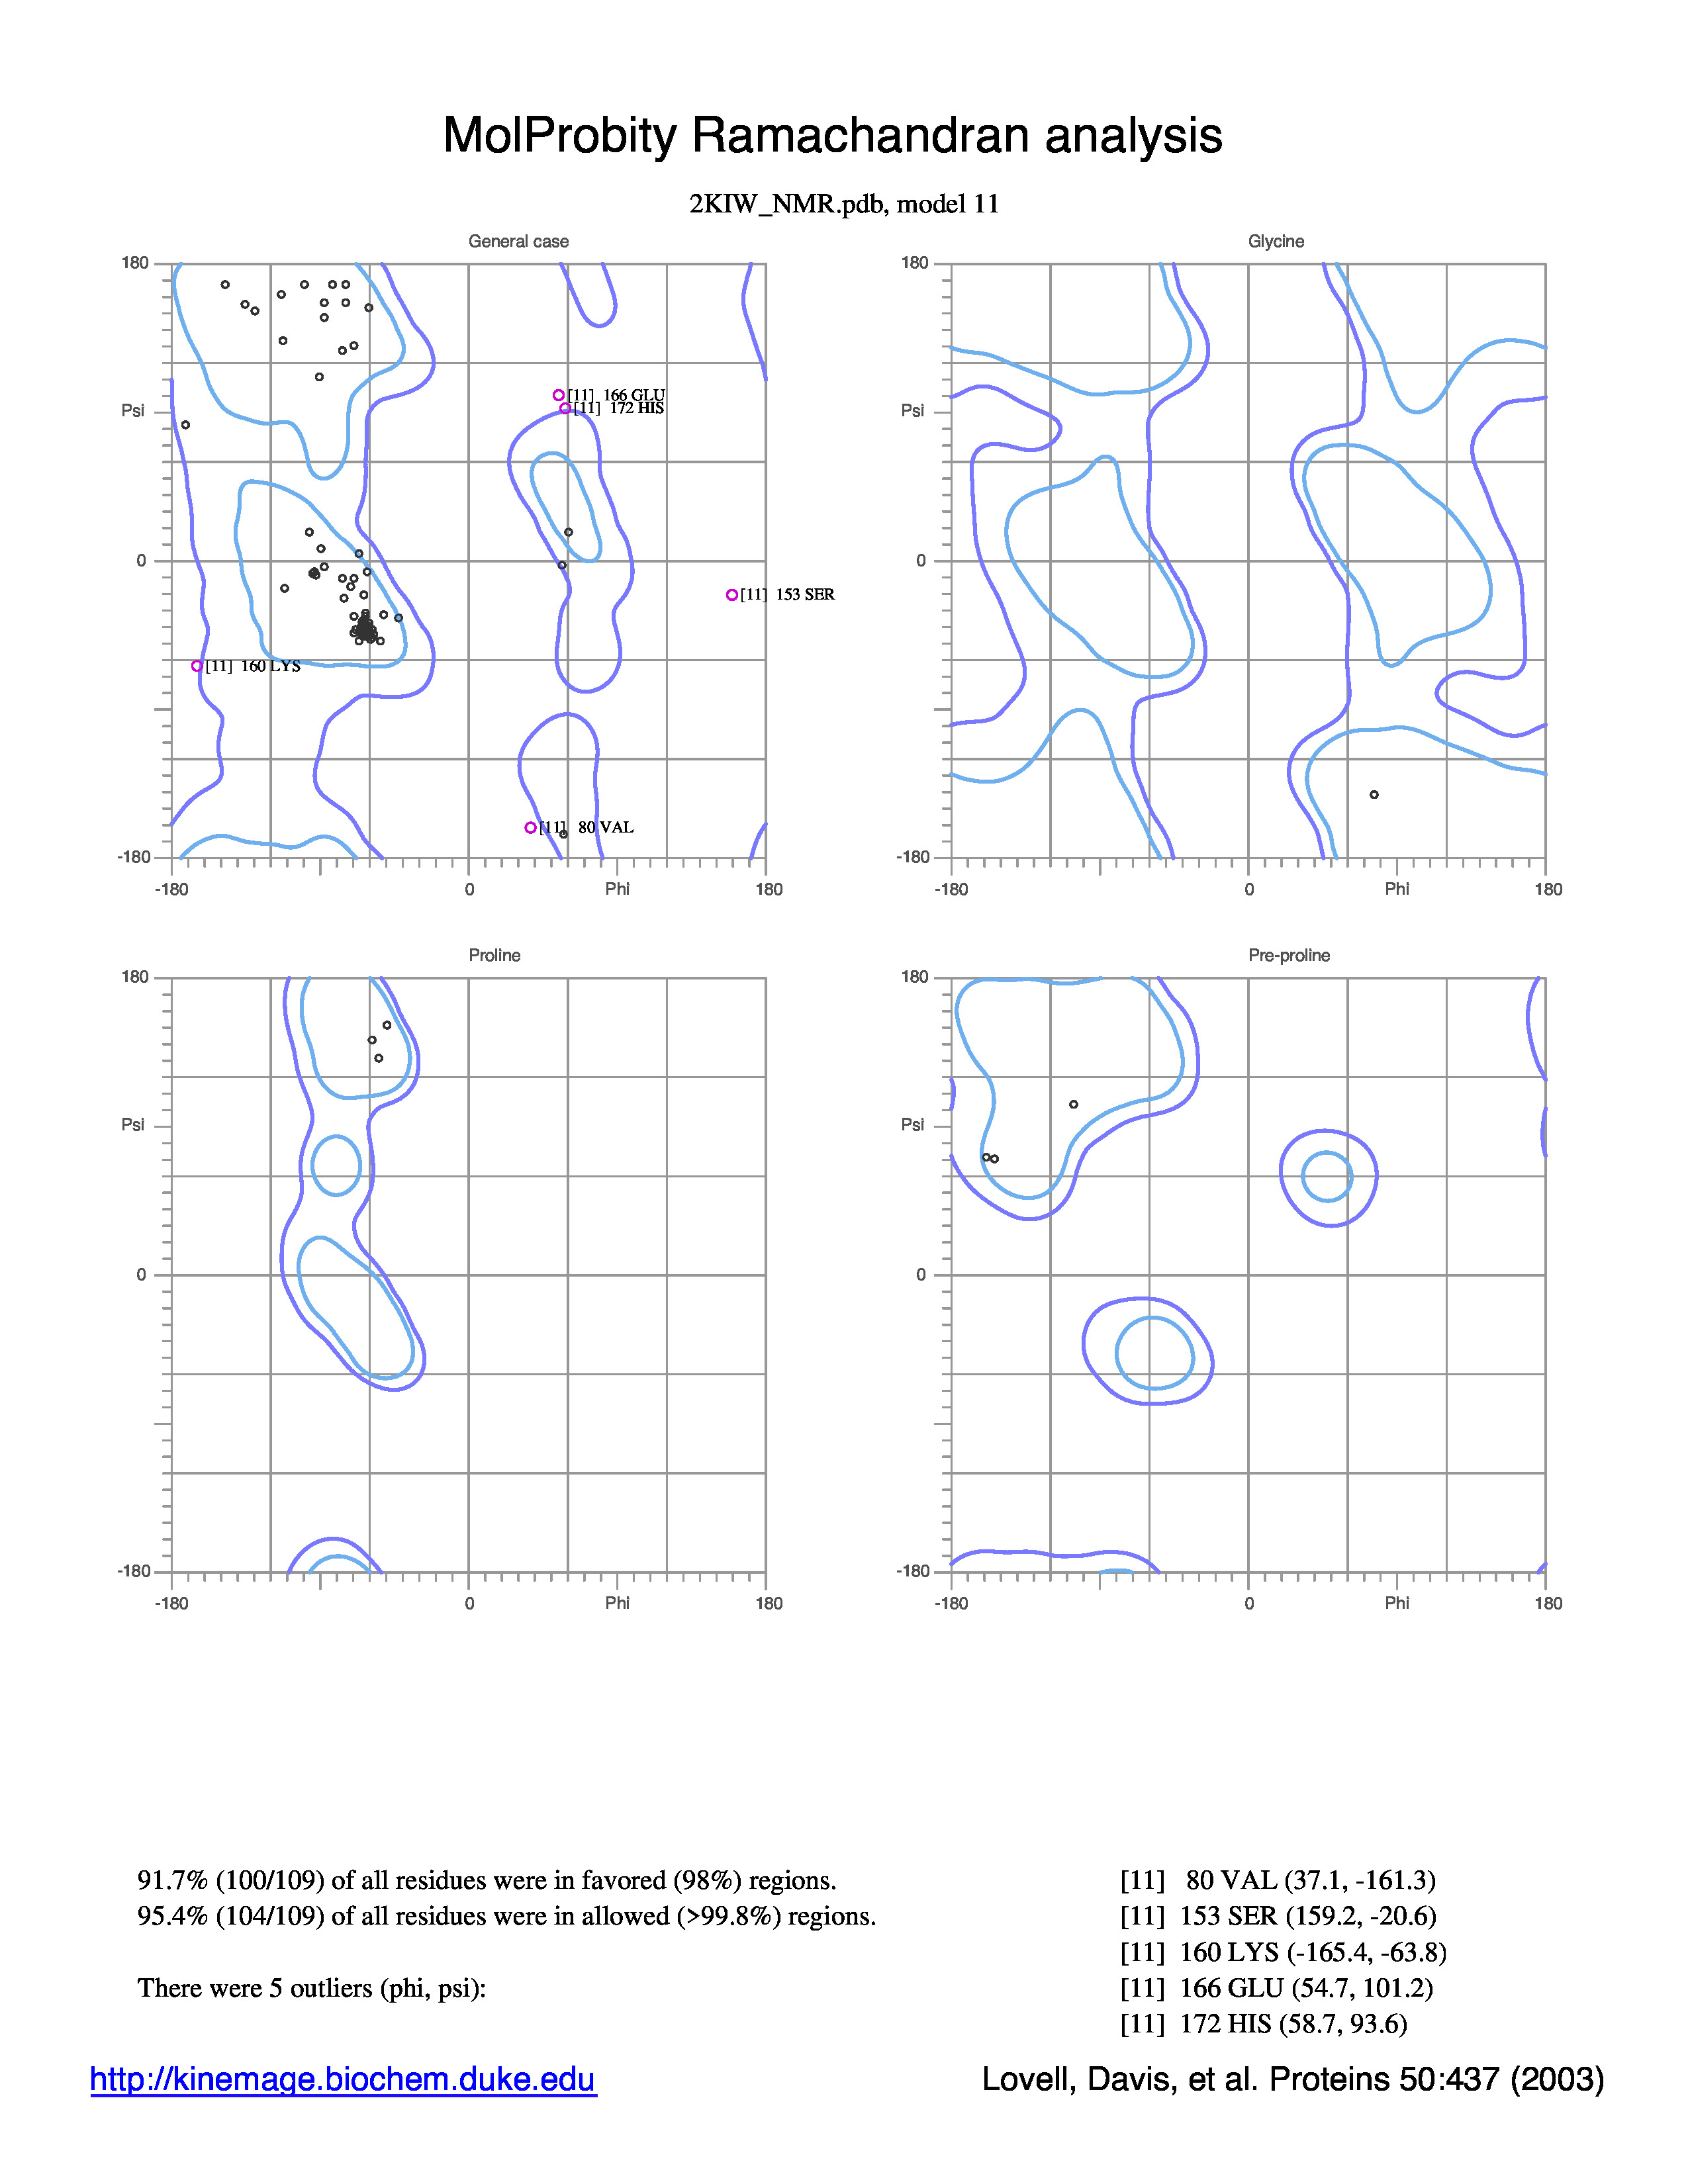 MolProbity Ramachandran analysis
2KIW_NMR.pdb, model 11
General case
180
Psi
0
-180
-180
0
Phi
180
[11] 166 GLU
[11] 172 HIS
[11] 153 SER
[11] 160 LYS
[11] 80 VAL
Glycine
180
Psi
0
-180
-180
0
Phi
180
Proline
180
Psi
0
-180
-180
0
Phi
180
Pre-proline
180
Psi
0
-180
-180
0
Phi
180
91.7% (100/109) of all residues were in favored (98%) regions.
95.4% (104/109) of all residues were in allowed (>99.8%) regions.
There were 5 outliers (phi, psi):
[11] 80 VAL (37.1, -161.3)
[11] 153 SER (159.2, -20.6)
[11] 160 LYS (-165.4, -63.8)
[11] 166 GLU (54.7, 101.2)
[11] 172 HIS (58.7, 93.6)
http://kinemage.biochem.duke.edu
Lovell, Davis, et al. Proteins 50:437 (2003)